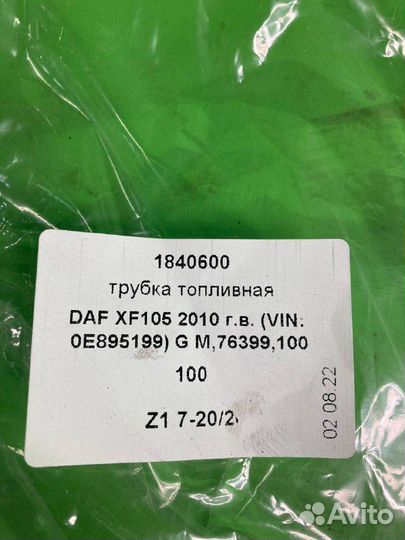 1840600
трубка топливная
DAF XF105 2010 г.в. (VIN:
0E895199) G M,76399,100
100
Z1 7-20/2
02.08.22
Avito